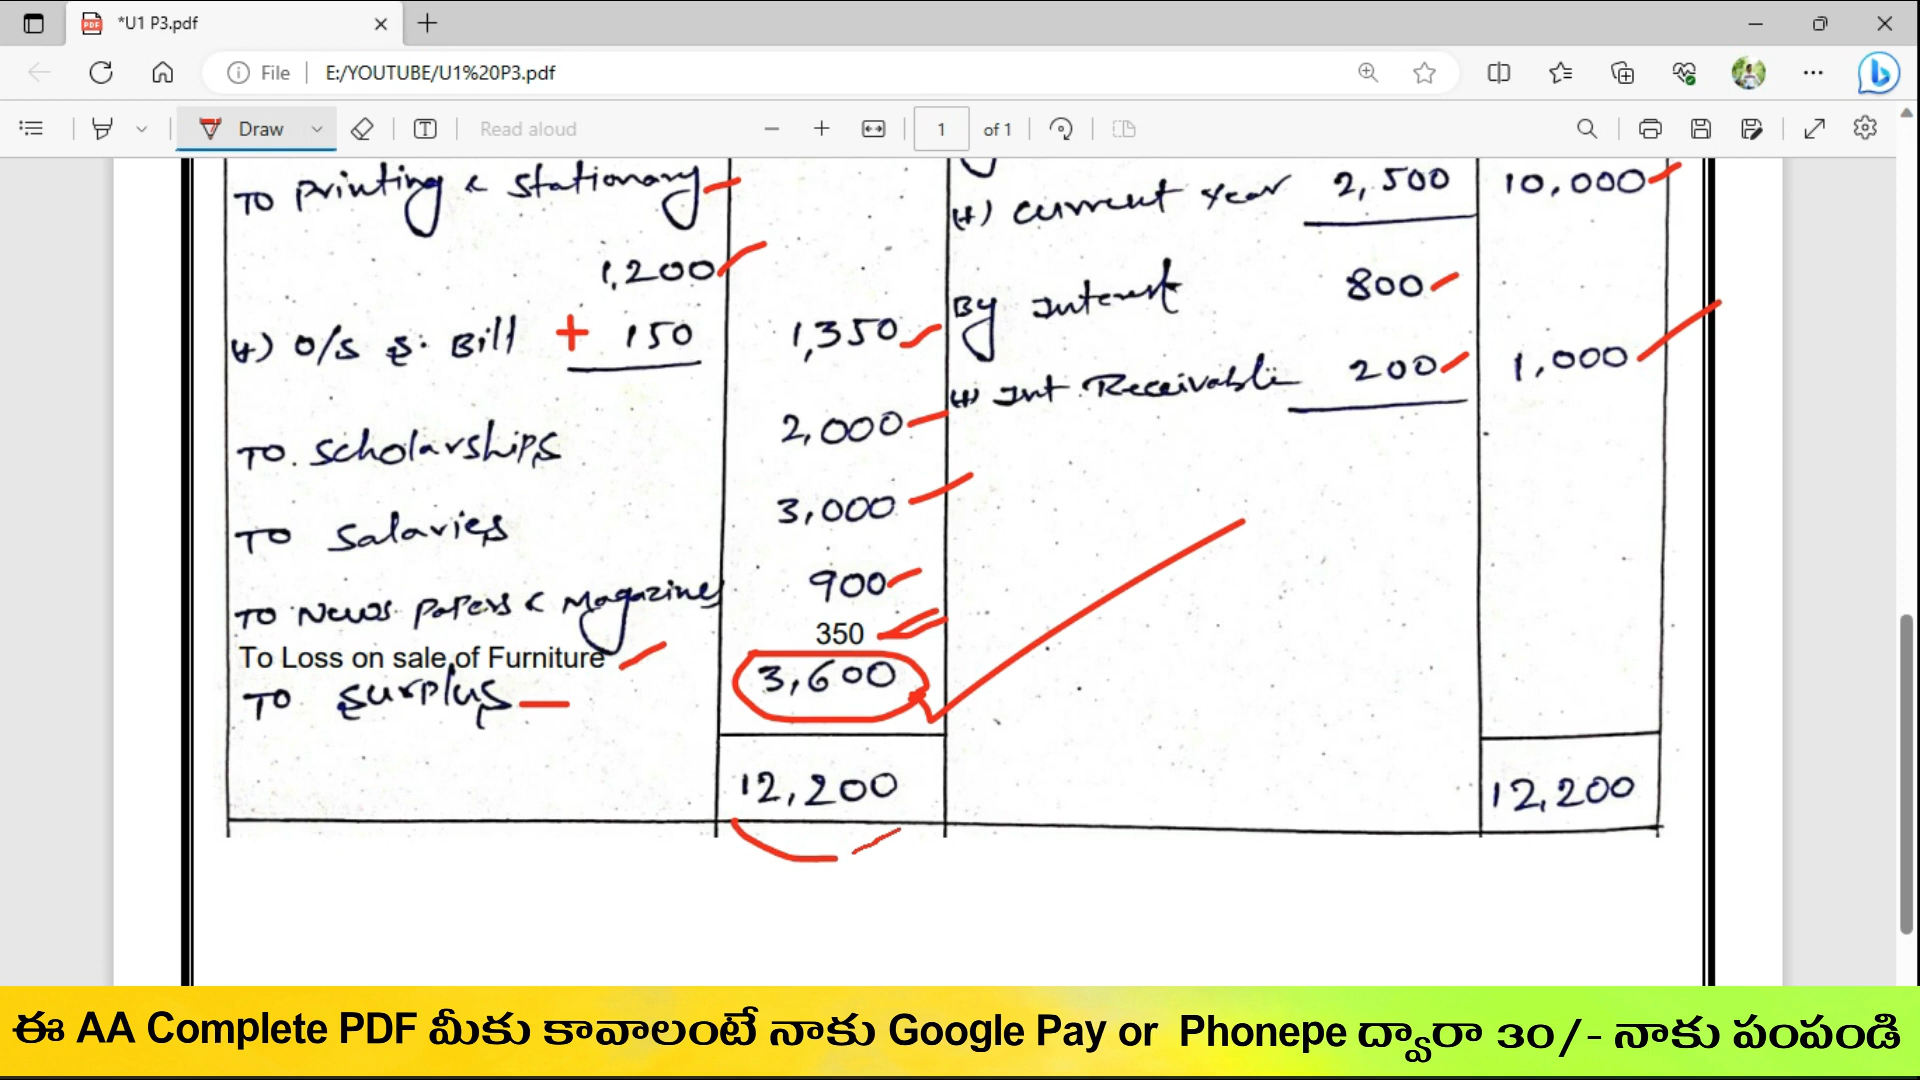 *U1 P3.pdf
File
E:/YOUTUBE/U1%20P3.pdf
Draw
Read aloud
1 of 1
To printing & stationary
1,200
(+) O/S S. Bill + 150 1,350
To. Scholarships 2,000
To Salaries 3,000
To News papers & Magazines 900
To Loss on sale of Furniture 350
To Surplus 3,600
12,200
(+) Current Year 2,500 10,000
By Interest 800
(+) Int. Receivable 200 1,000
12,200
ఈ AA Complete PDF మీకు కావాలంటే నాకు Google Pay or Phonepe ద్వారా 30/- నాకు పంపండి